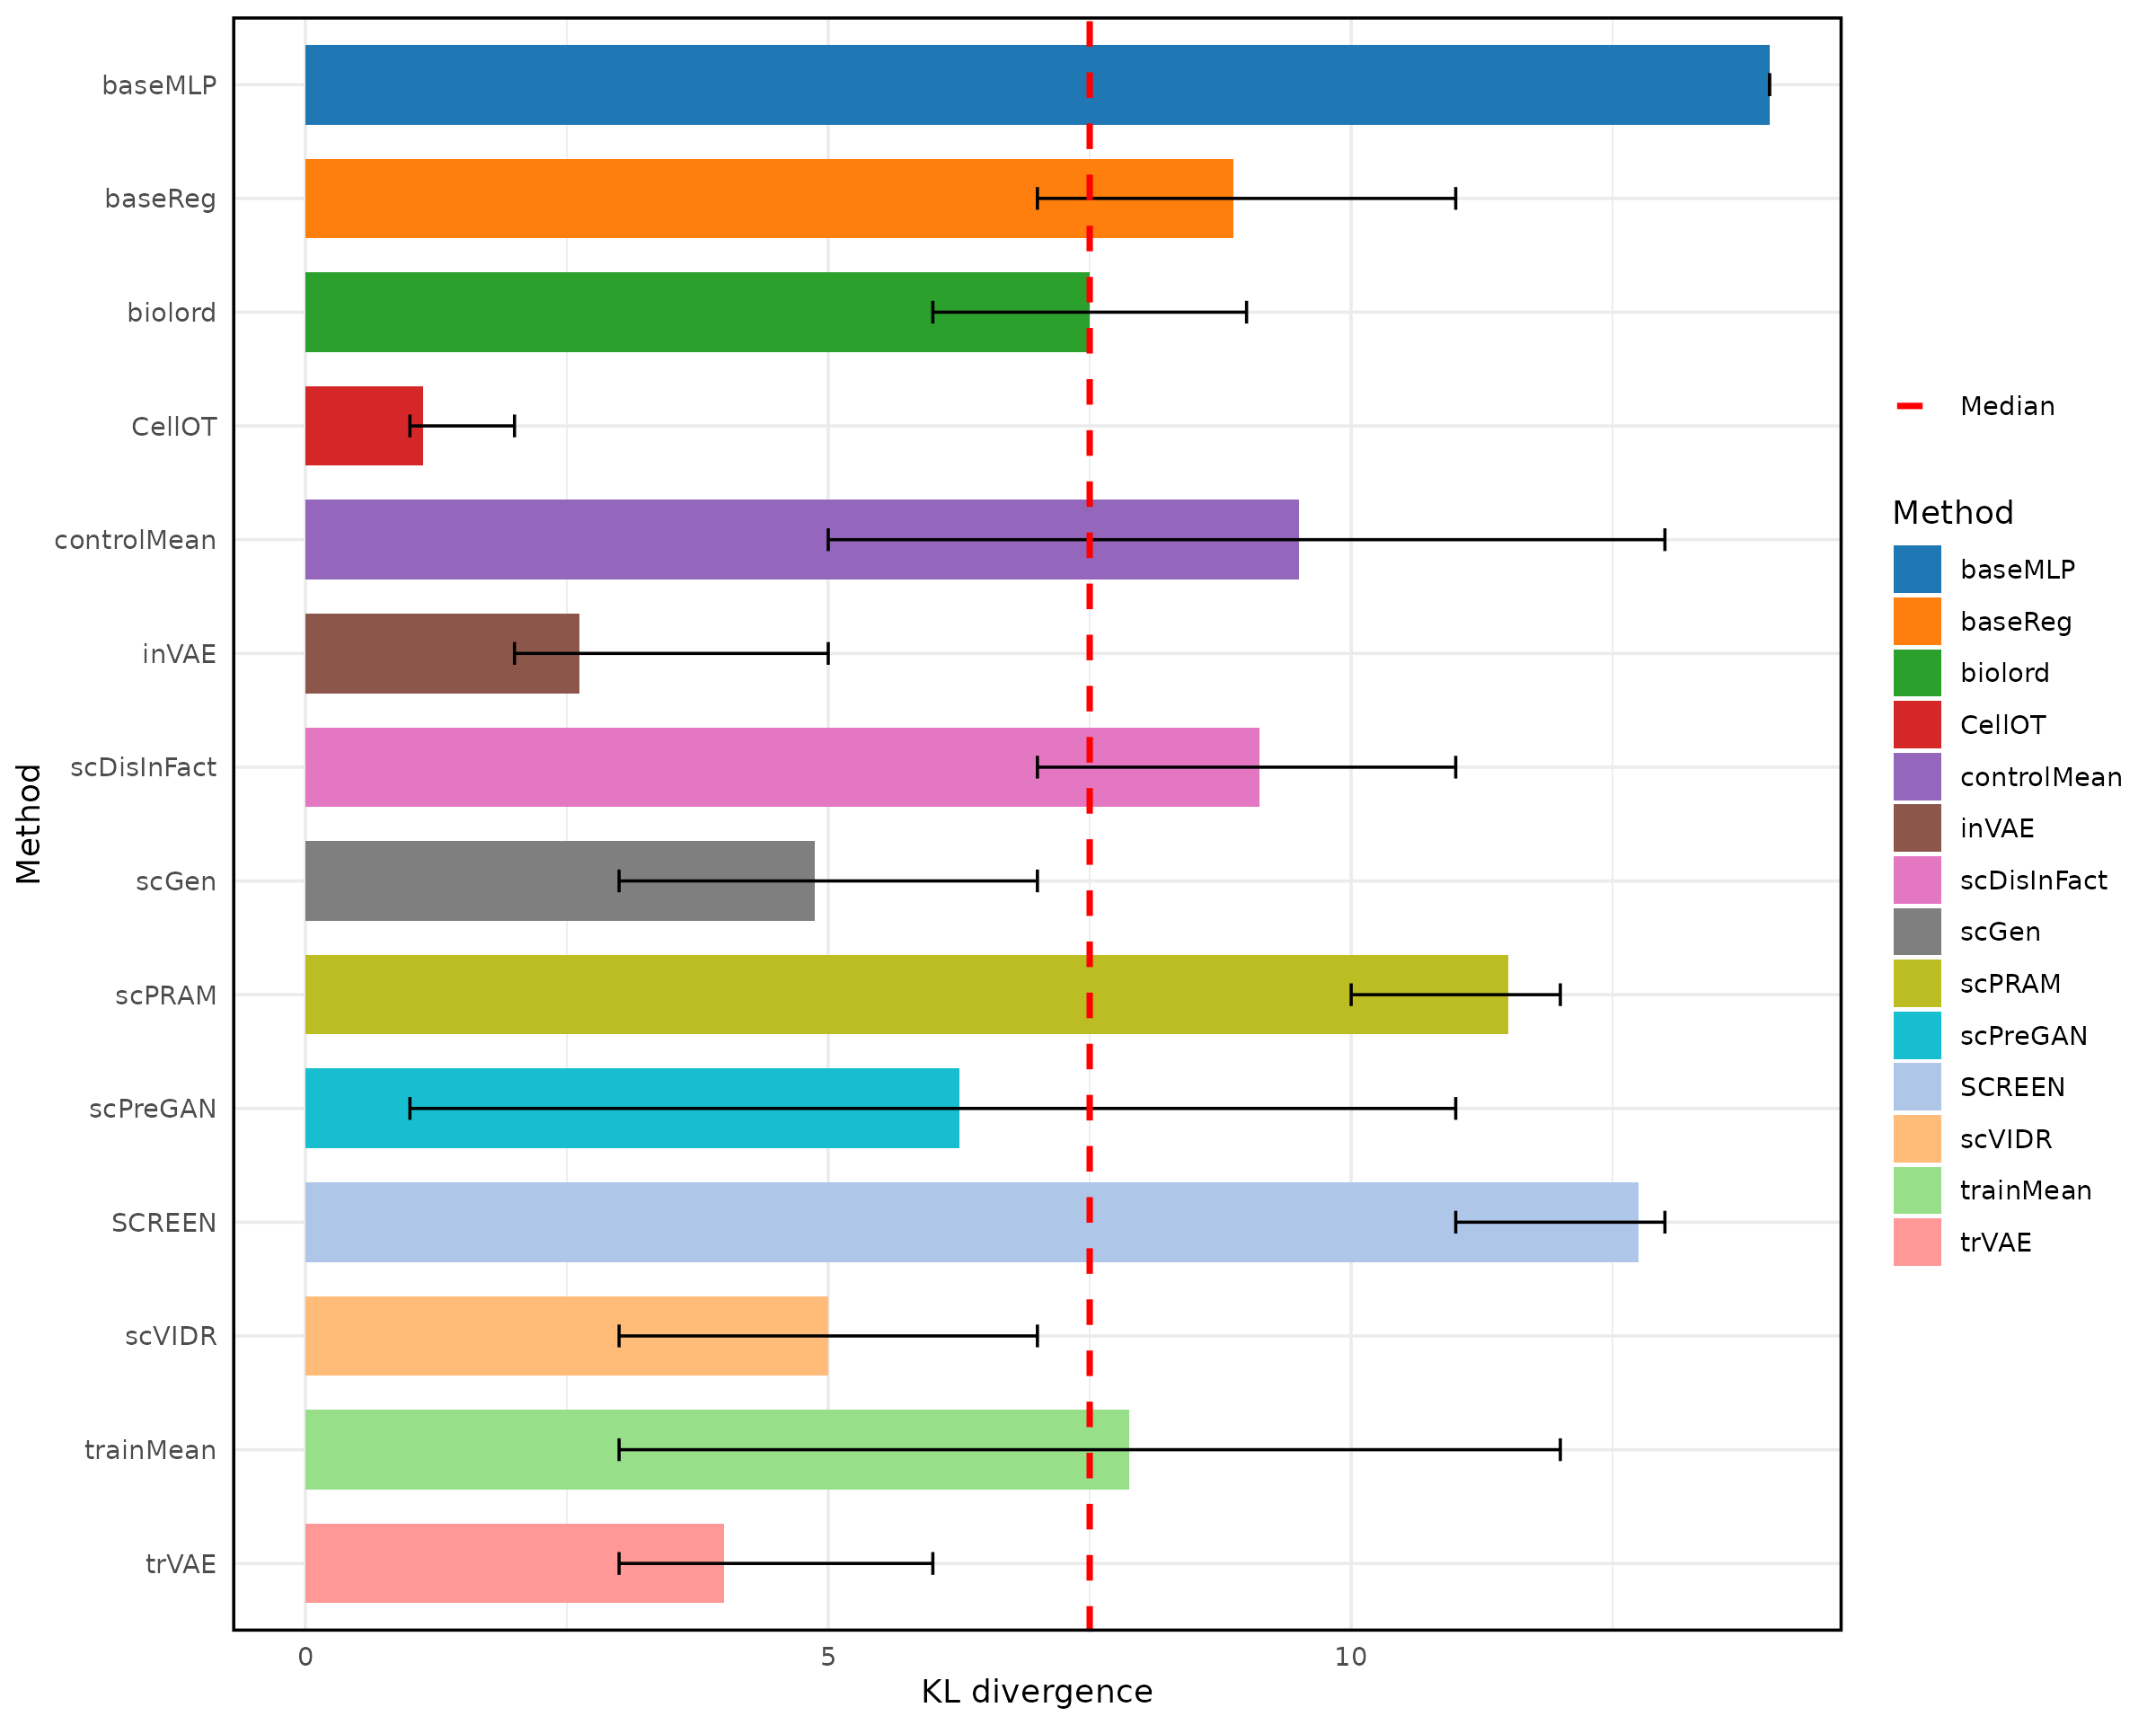 baseMLP
baseReg
biolord
CellOT
controlMean
inVAE
scDisInFact
scGen
scPRAM
scPreGAN
SCREEN
scVIDR
trainMean
trVAE
Method
0 5 10
KL divergence
Median
Method
baseMLP
baseReg
biolord
CellOT
controlMean
inVAE
scDisInFact
scGen
scPRAM
scPreGAN
SCREEN
scVIDR
trainMean
trVAE